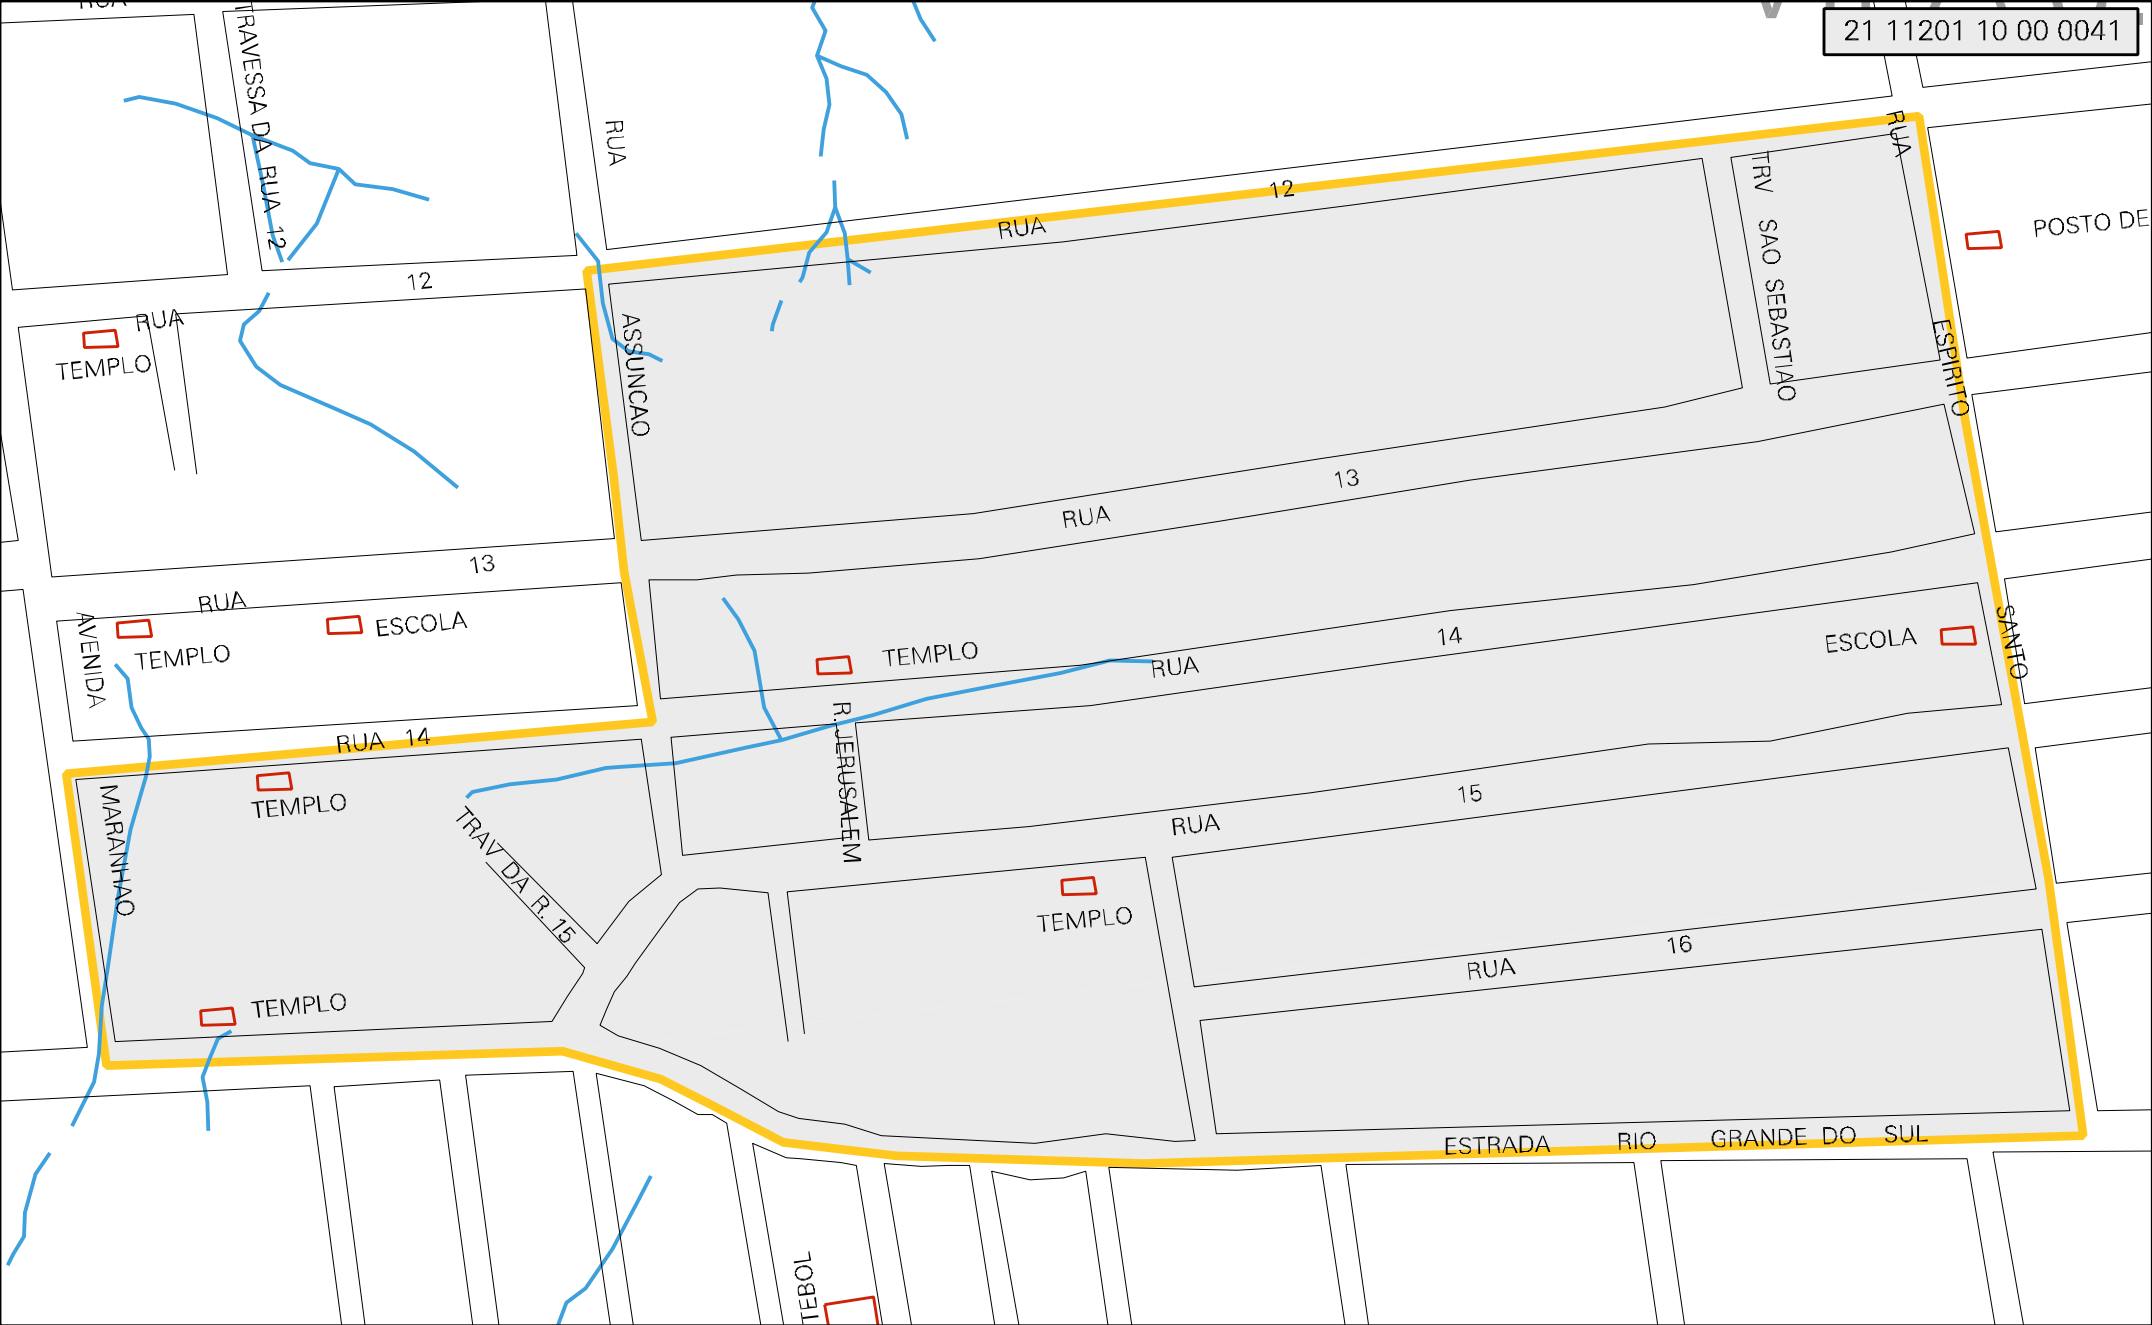 RUA
21 11201 10 00 0041
TRAVESSA DA RUA 12
RUA
RUA
TRV SAO SEBASTIAO
12
RUA
POSTO DE
12
RUA
TEMPLO
ASSUNCAO
ESPIRITO
13
RUA
13
RUA
AVENIDA
TEMPLO
ESCOLA
TEMPLO
14
RUA
ESCOLA
SANTO
RUA 14
R. JERUSALEM
TEMPLO
MARANHAO
TRAV DA R. 15
15
RUA
TEMPLO
16
RUA
TEMPLO
ESTRADA RIO GRANDE DO SUL
TEBOL